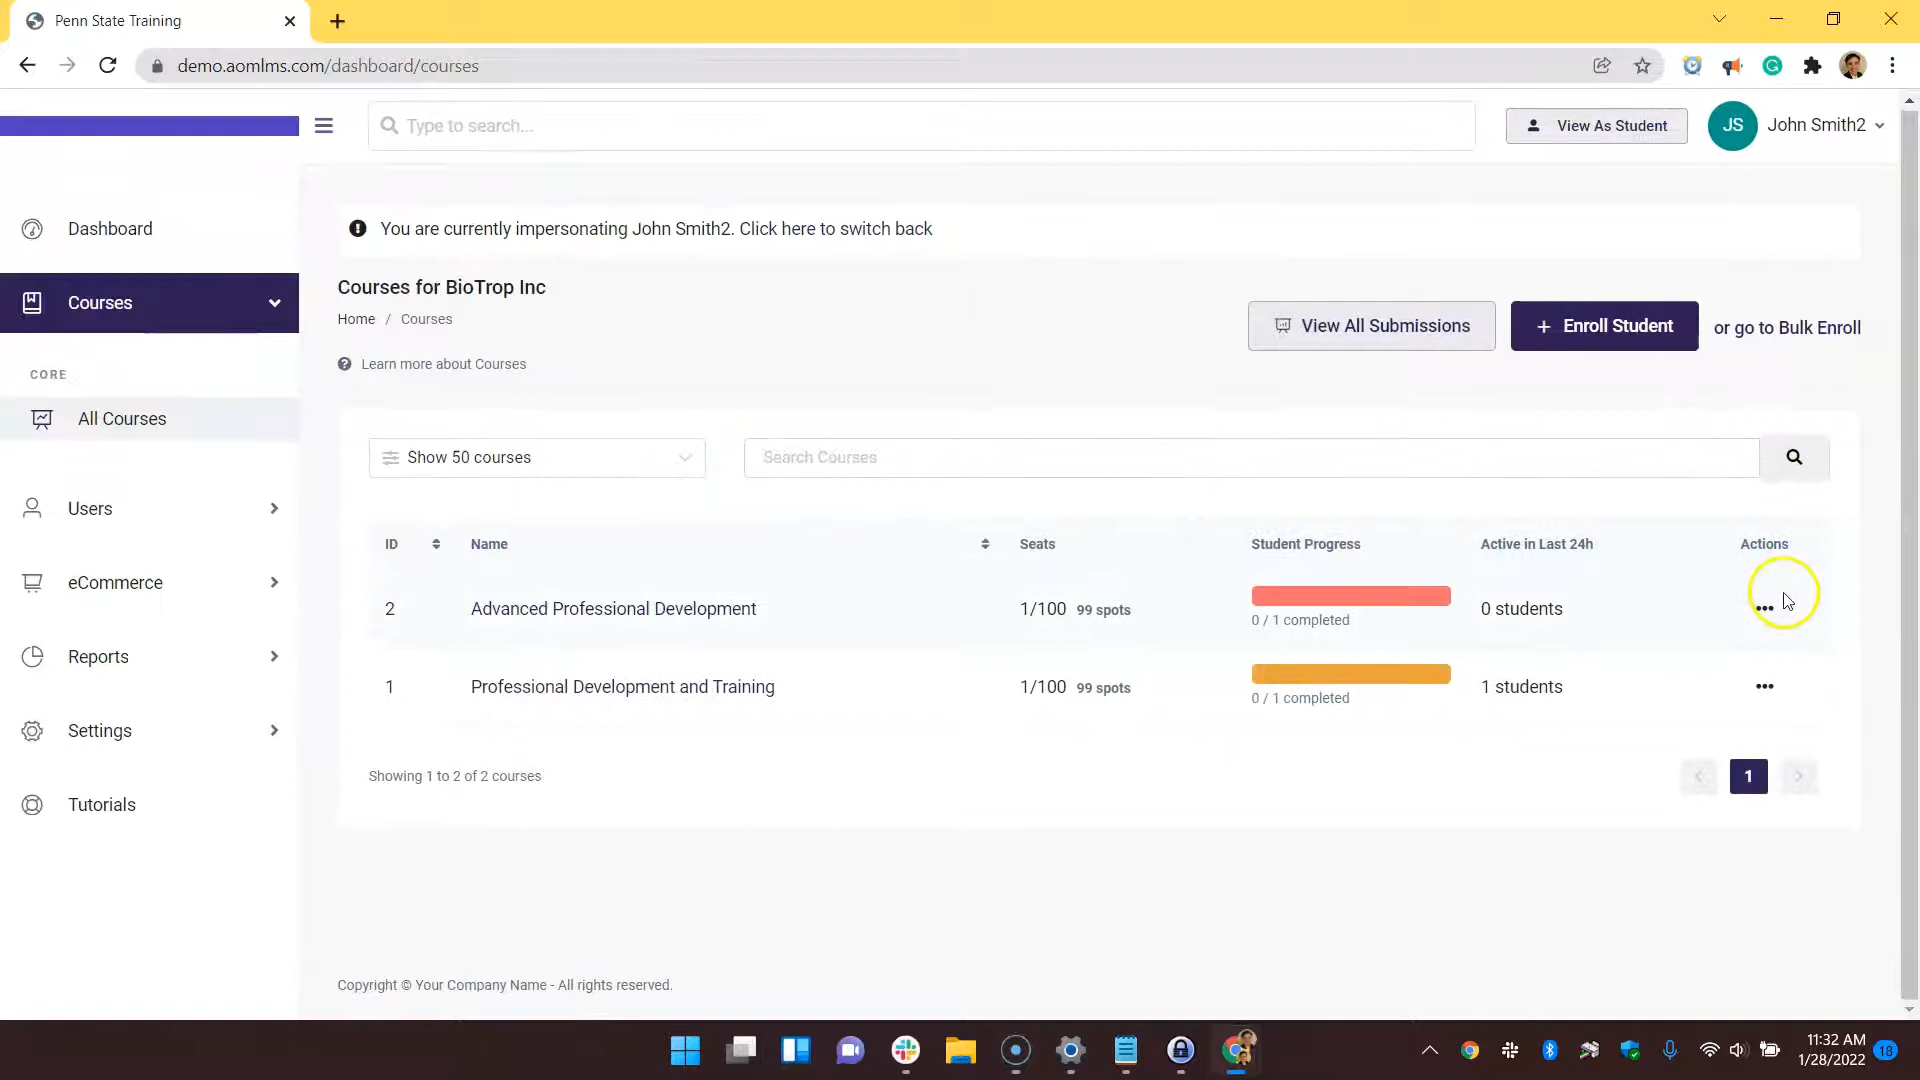 Penn State Training
demo.aomlms.com/dashboard/courses
Type to search...
View As Student
JS
John Smith2
Dashboard
Courses
CORE
All Courses
Users
eCommerce
Reports
Settings
Tutorials
You are currently impersonating John Smith2. Click here to switch back
Courses for BioTrop Inc
Home / Courses
Learn more about Courses
View All Submissions
+ Enroll Student
or go to Bulk Enroll
Show 50 courses
Search Courses
ID Name Seats Student Progress Active in Last 24h Actions
2 Advanced Professional Development 1/100 99 spots 0 / 1 completed 0 students •••
1 Professional Development and Training 1/100 99 spots 0 / 1 completed 1 students •••
Showing 1 to 2 of 2 courses
1
Copyright © Your Company Name - All rights reserved.
11:32 AM
1/28/2022
18